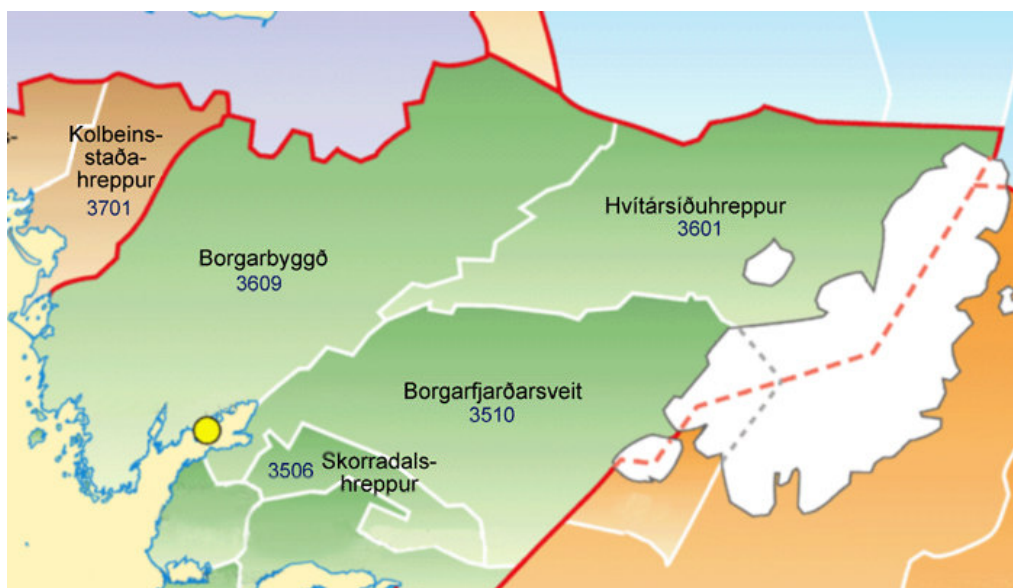 Kolbeins-
staða-
hreppur
3701
s-
Hvítársíðuhreppur
3601
Borgarbyggð
3609
Borgarfjarðarsveit
3510
3506 Skorradals-
hreppur